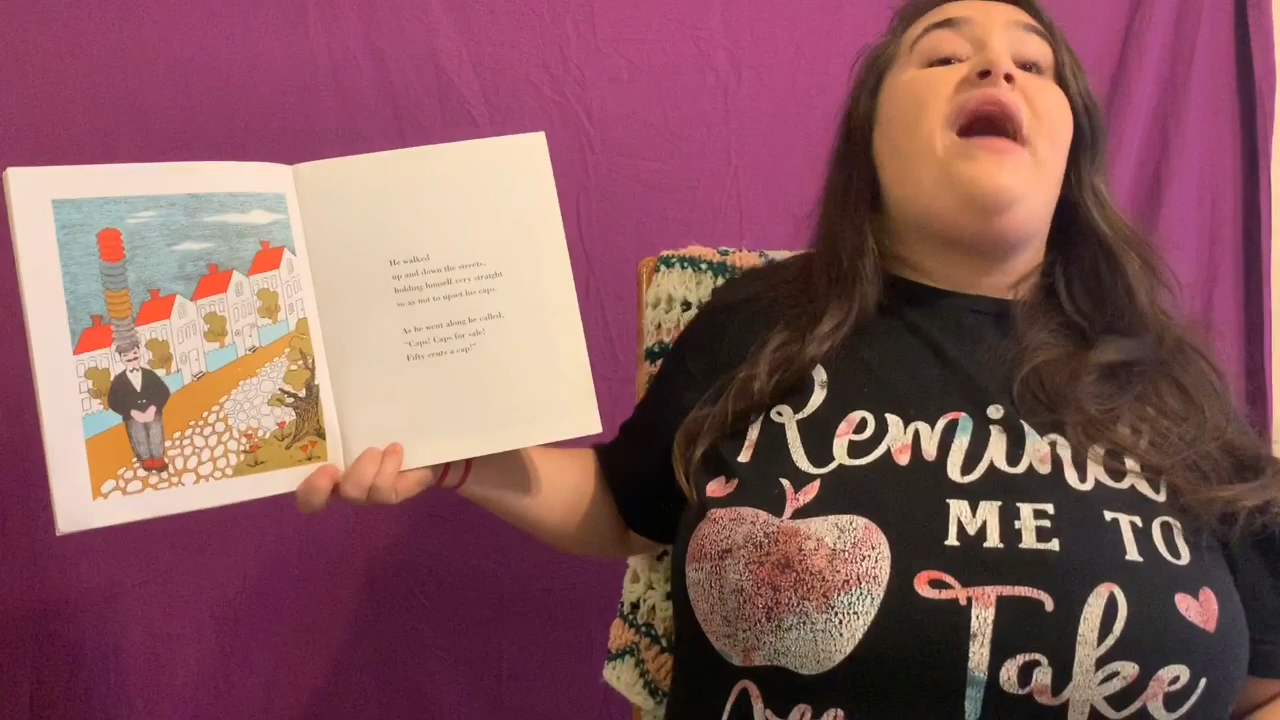 He walked
up and down the streets,
holding himself very straight
so as not to upset his caps.
As he went along he called,
"Caps! Caps for sale!
Fifty cents a cap!"
Remind
ME TO
Take